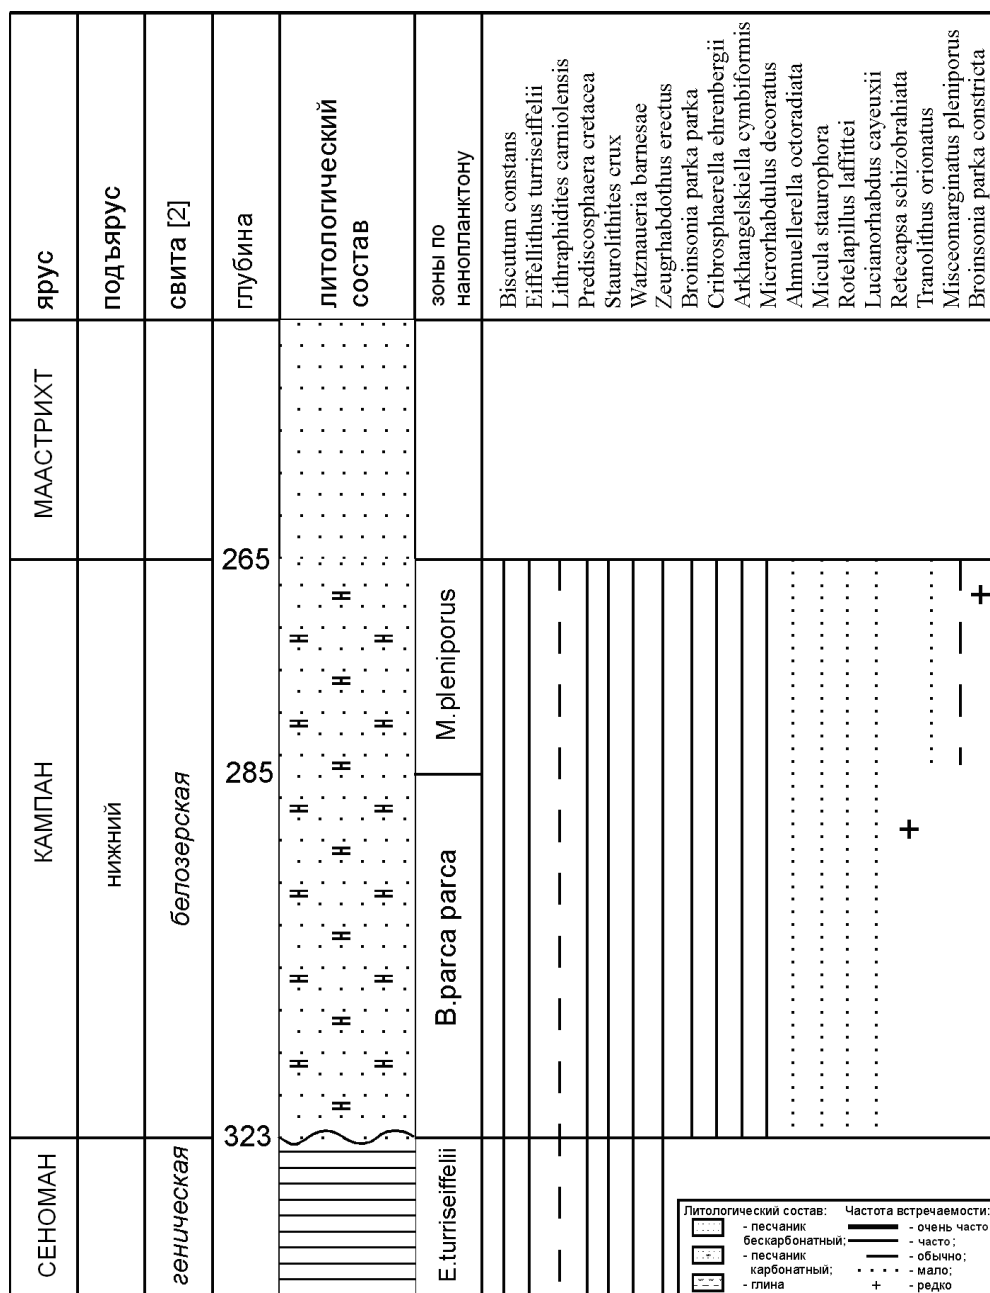 ярус
подъярус
свита [2]
глубина
литологический
состав
зоны по
нанопланктону
Biscutum constans
Eiffellithus turriseiffelii
Lithraphidites carniolensis
Prediscosphaera cretacea
Staurolithites crux
Watznaueria barnesae
Zeugrhabdothus erectus
Broinsonia parka parka
Cribrosphaerella ehrenbergii
Arkhangelskiella cymbiformis
Microrhabdulus decoratus
Ahmuellerella octoradiata
Micula staurophora
Rotelapillus laffittei
Lucianorhabdus cayeuxii
Retecapsa schizobrahiata
Tranolithus orionatus
Misceomarginatus pleniporus
Broinsonia parka constricta
МААСТРИХТ
265
КАМПАН
нижний
белозерская
M.pleniporus
285
B.parca parca
323
СЕНОМАН
геническая
E.turriseiffelii
Литологический состав:
- песчаник
бескарбонатный;
- песчаник
карбонатный;
- глина
Частота встречаемости:
- очень часто
- часто;
- обычно;
- мало;
+ - редко